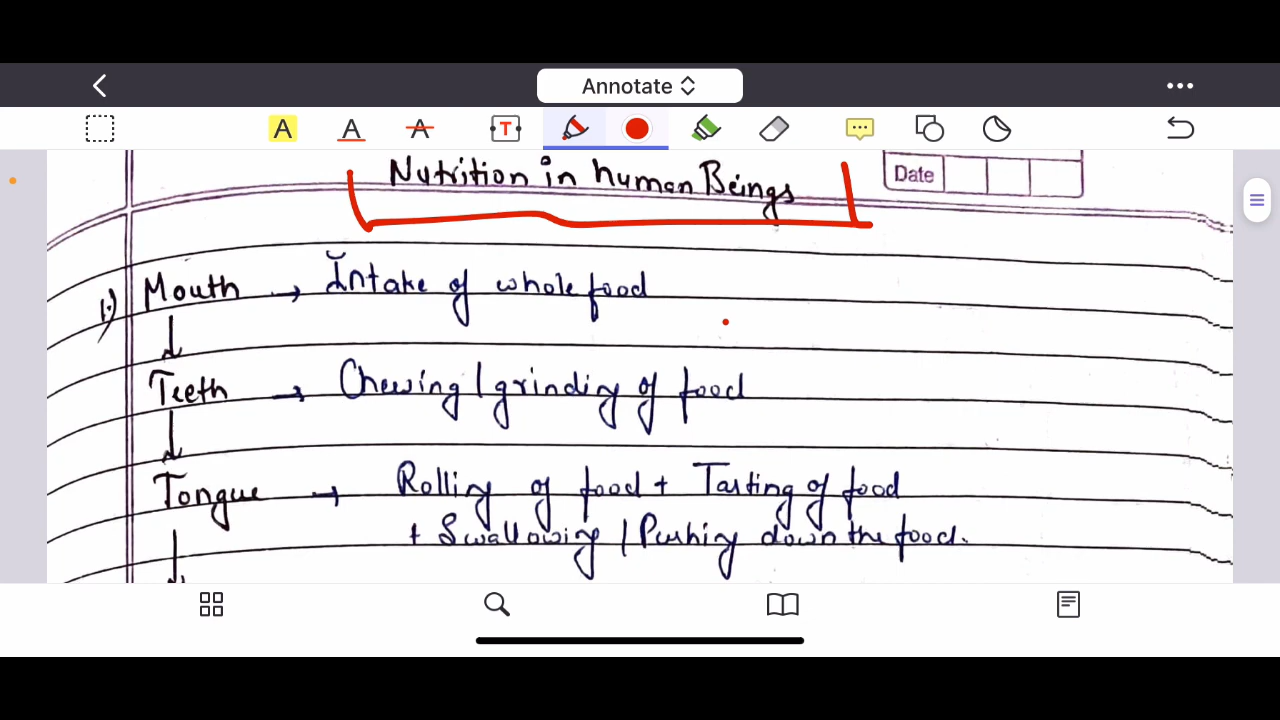 Annotate
A A A T
Nutrition in human Beings
Date
1.) Mouth → Intake of whole food
↓
Teeth → Chewing / grinding of food
↓
Tongue → Rolling of food + Tasting of food
+ Swallowing / Pushing down the food.
↓